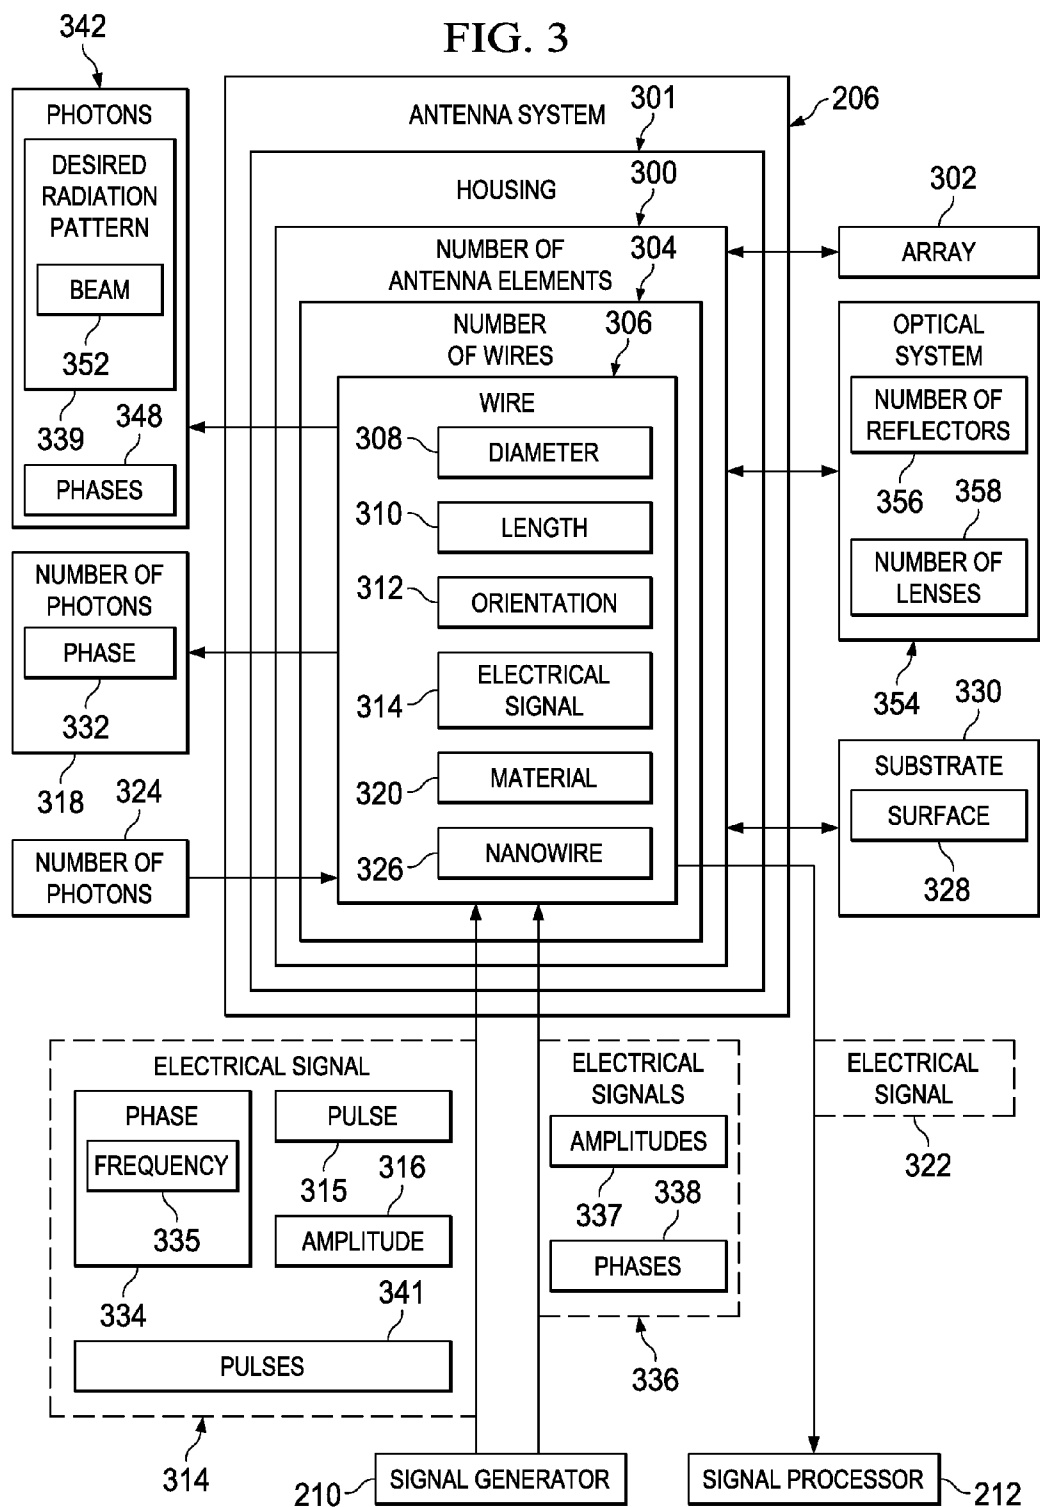 FIG. 3
342
PHOTONS
DESIRED
RADIATION
PATTERN
BEAM
352
339
348
PHASES
NUMBER OF
PHOTONS
PHASE
332
318
324
NUMBER OF
PHOTONS
206
ANTENNA SYSTEM
301
HOUSING
300
NUMBER OF
ANTENNA ELEMENTS
304
NUMBER
OF WIRES
306
WIRE
308
DIAMETER
310
LENGTH
312
ORIENTATION
314
ELECTRICAL
SIGNAL
320
MATERIAL
326
NANOWIRE
302
ARRAY
OPTICAL
SYSTEM
NUMBER OF
REFLECTORS
356
358
NUMBER OF
LENSES
354
330
SUBSTRATE
SURFACE
328
ELECTRICAL SIGNAL
PHASE
FREQUENCY
335
334
PULSE
315
316
AMPLITUDE
341
PULSES
314
ELECTRICAL
SIGNALS
AMPLITUDES
337
338
PHASES
336
ELECTRICAL
SIGNAL
322
210
SIGNAL GENERATOR
SIGNAL PROCESSOR
212